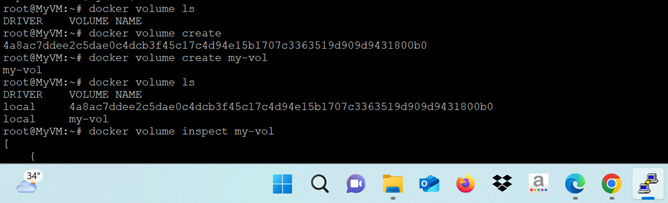 root@MyVM:~# docker volume ls
DRIVER    VOLUME NAME
root@MyVM:~# docker volume create
4a8ac7ddee2c5dae0c4dcb3f45c17c4d94e15b1707c3363519d909d9431800b0
root@MyVM:~# docker volume create my-vol
my-vol
root@MyVM:~# docker volume ls
DRIVER    VOLUME NAME
local     4a8ac7ddee2c5dae0c4dcb3f45c17c4d94e15b1707c3363519d909d9431800b0
local     my-vol
root@MyVM:~# docker volume inspect my-vol
[
    {
34°
a